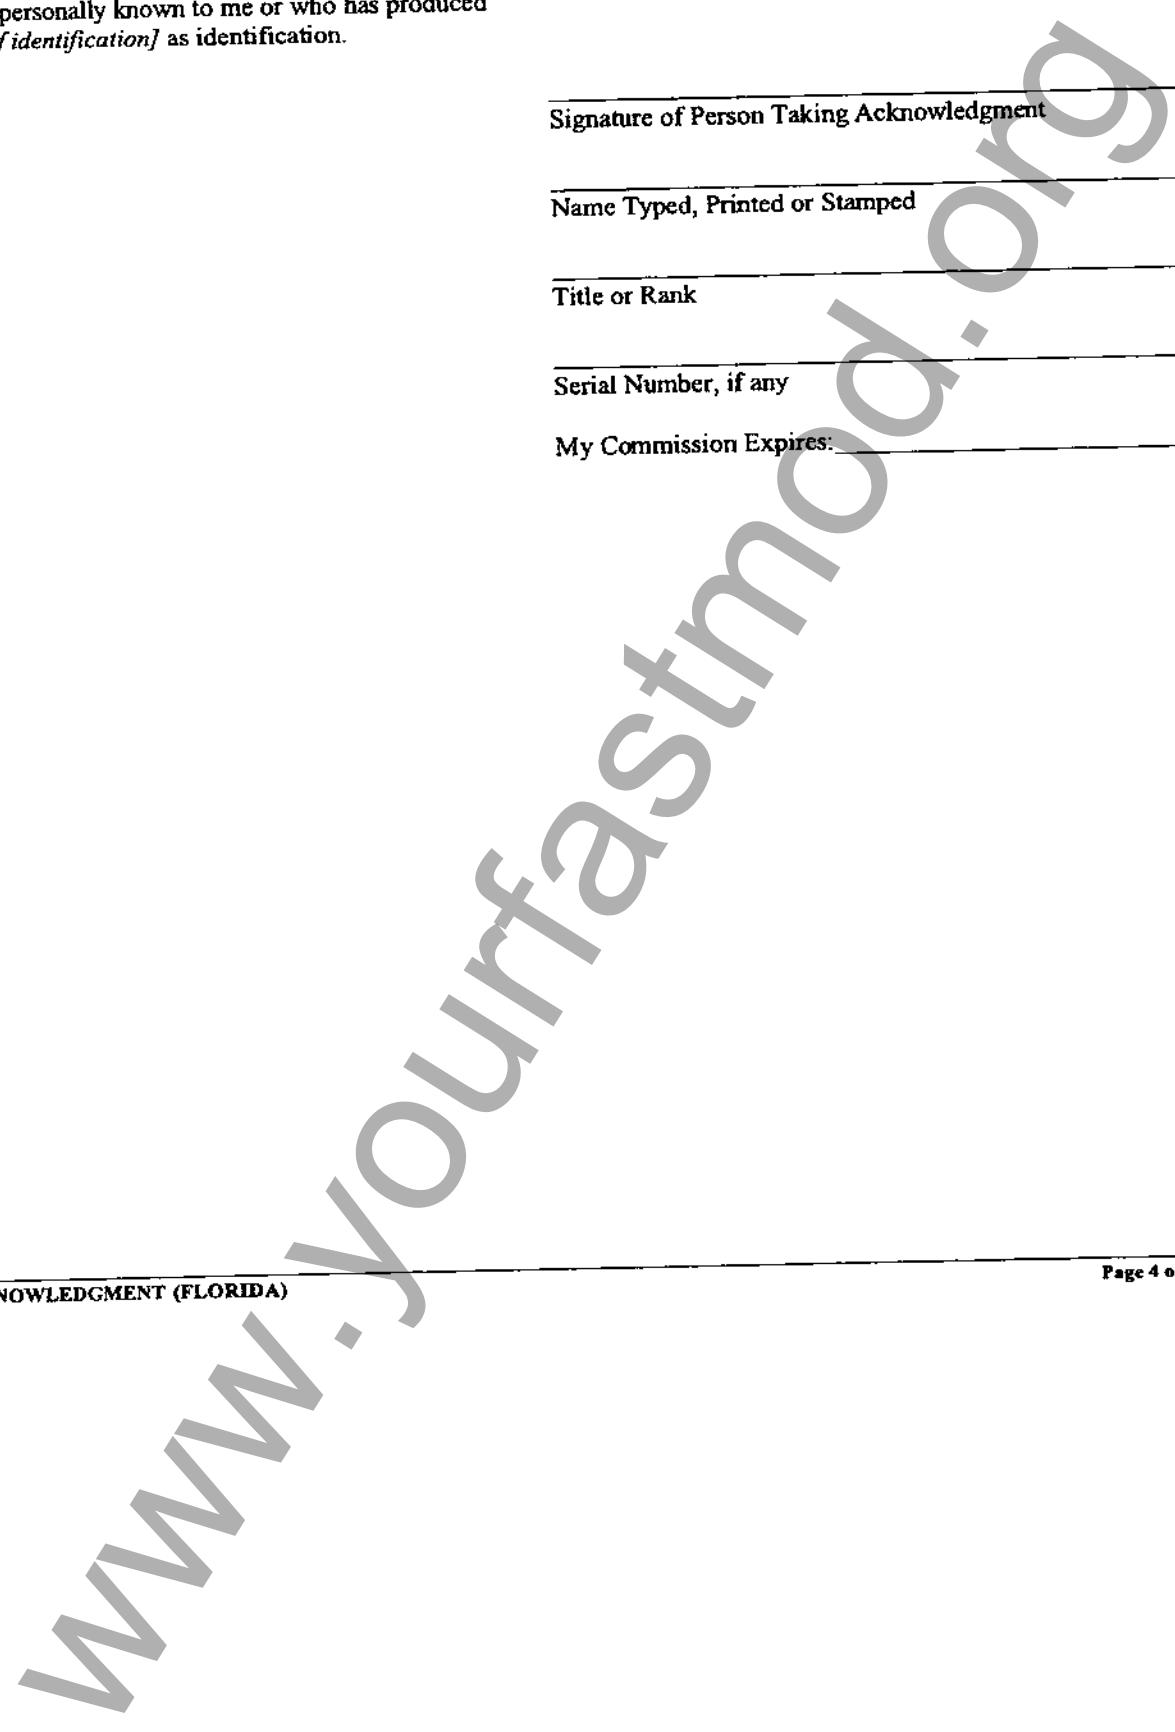 personally known to me or who has produced
f identification] as identification.
Signature of Person Taking Acknowledgment
Name Typed, Printed or Stamped
Title or Rank
Serial Number, if any
My Commission Expires:
NOWLEDGMENT (FLORIDA)
Page 4 o
www.yourfastmod.org